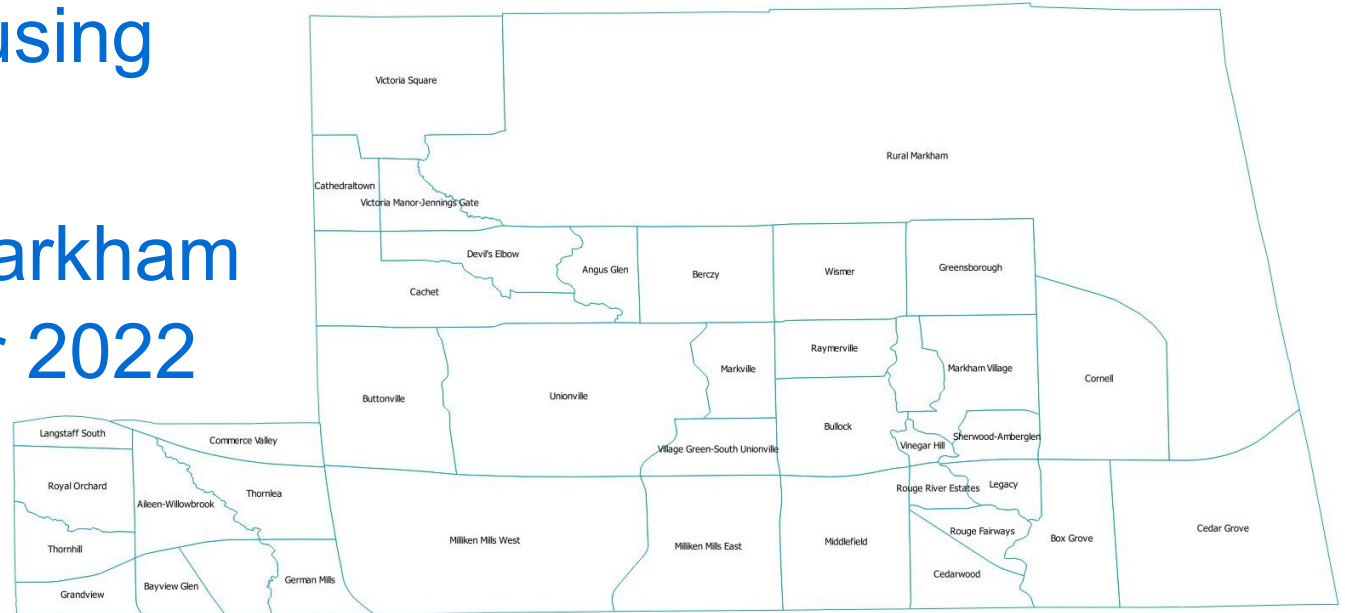 using
arkham
r 2022
Victoria Square
Rural Markham
Cathedraltown
Victoria Manor-Jennings Gate
Devil's Elbow
Angus Glen
Berczy
Wismer
Greensborough
Cachet
Raymerville
Markville
Markham Village
Cornell
Buttonville
Unionville
Bullock
Langstaff South
Commerce Valley
Village Green-South Unionville
Vinegar Hill
Sherwood-Amberglen
Royal Orchard
Aileen-Willowbrook
Thornlea
Rouge River Estates
Legacy
Thornhill
Milliken Mills West
Milliken Mills East
Middlefield
Rouge Fairways
Box Grove
Cedar Grove
Grandview
Bayview Glen
German Mills
Cedarwood